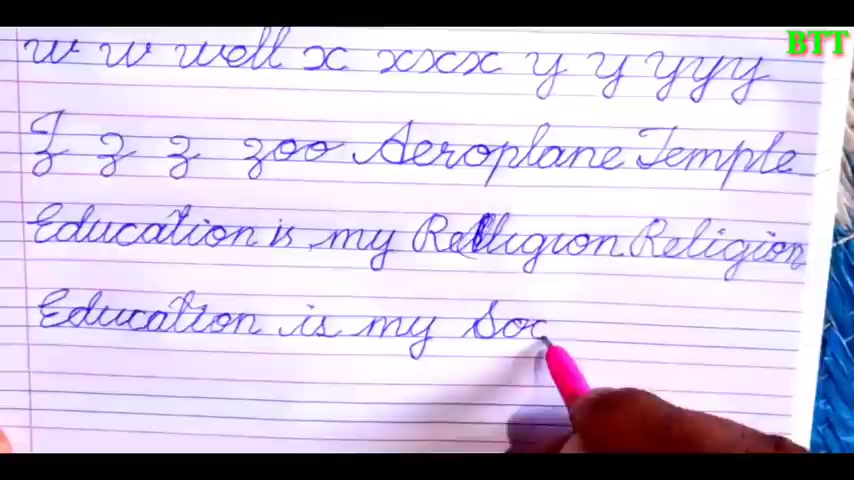 BTT
w w well x xxx y y yyy
Z z z zoo Aeroplane Temple
Education is my Religion Religion
Education is my Soc